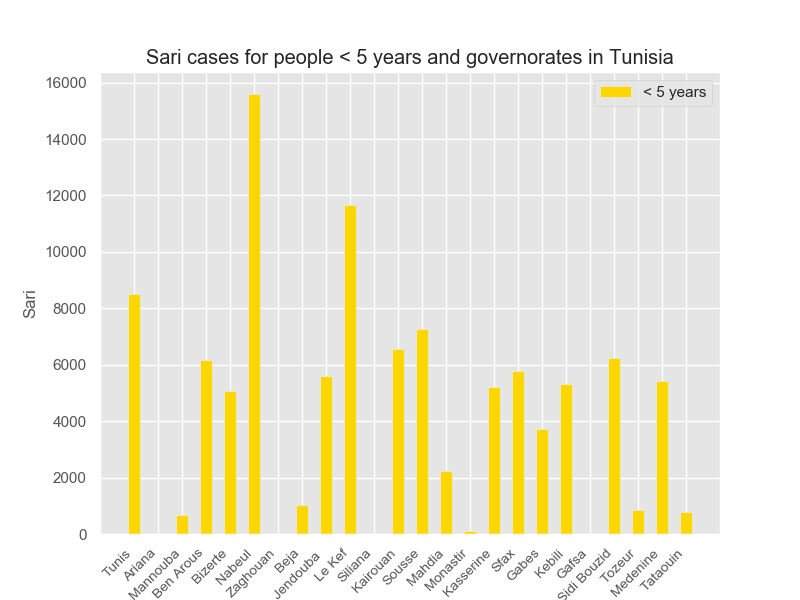 Sari cases for people < 5 years and governorates in Tunisia
< 5 years
16000
14000
12000
10000
8000
6000
4000
2000
0
Sari
Tunis
Ariana
Mannouba
Ben Arous
Bizerte
Nabeul
Zaghouan
Beja
Jendouba
Le Kef
Siliana
Kairouan
Sousse
Mahdia
Monastir
Kasserine
Sfax
Gabes
Kebili
Gafsa
Sidi Bouzid
Tozeur
Medenine
Tataouin